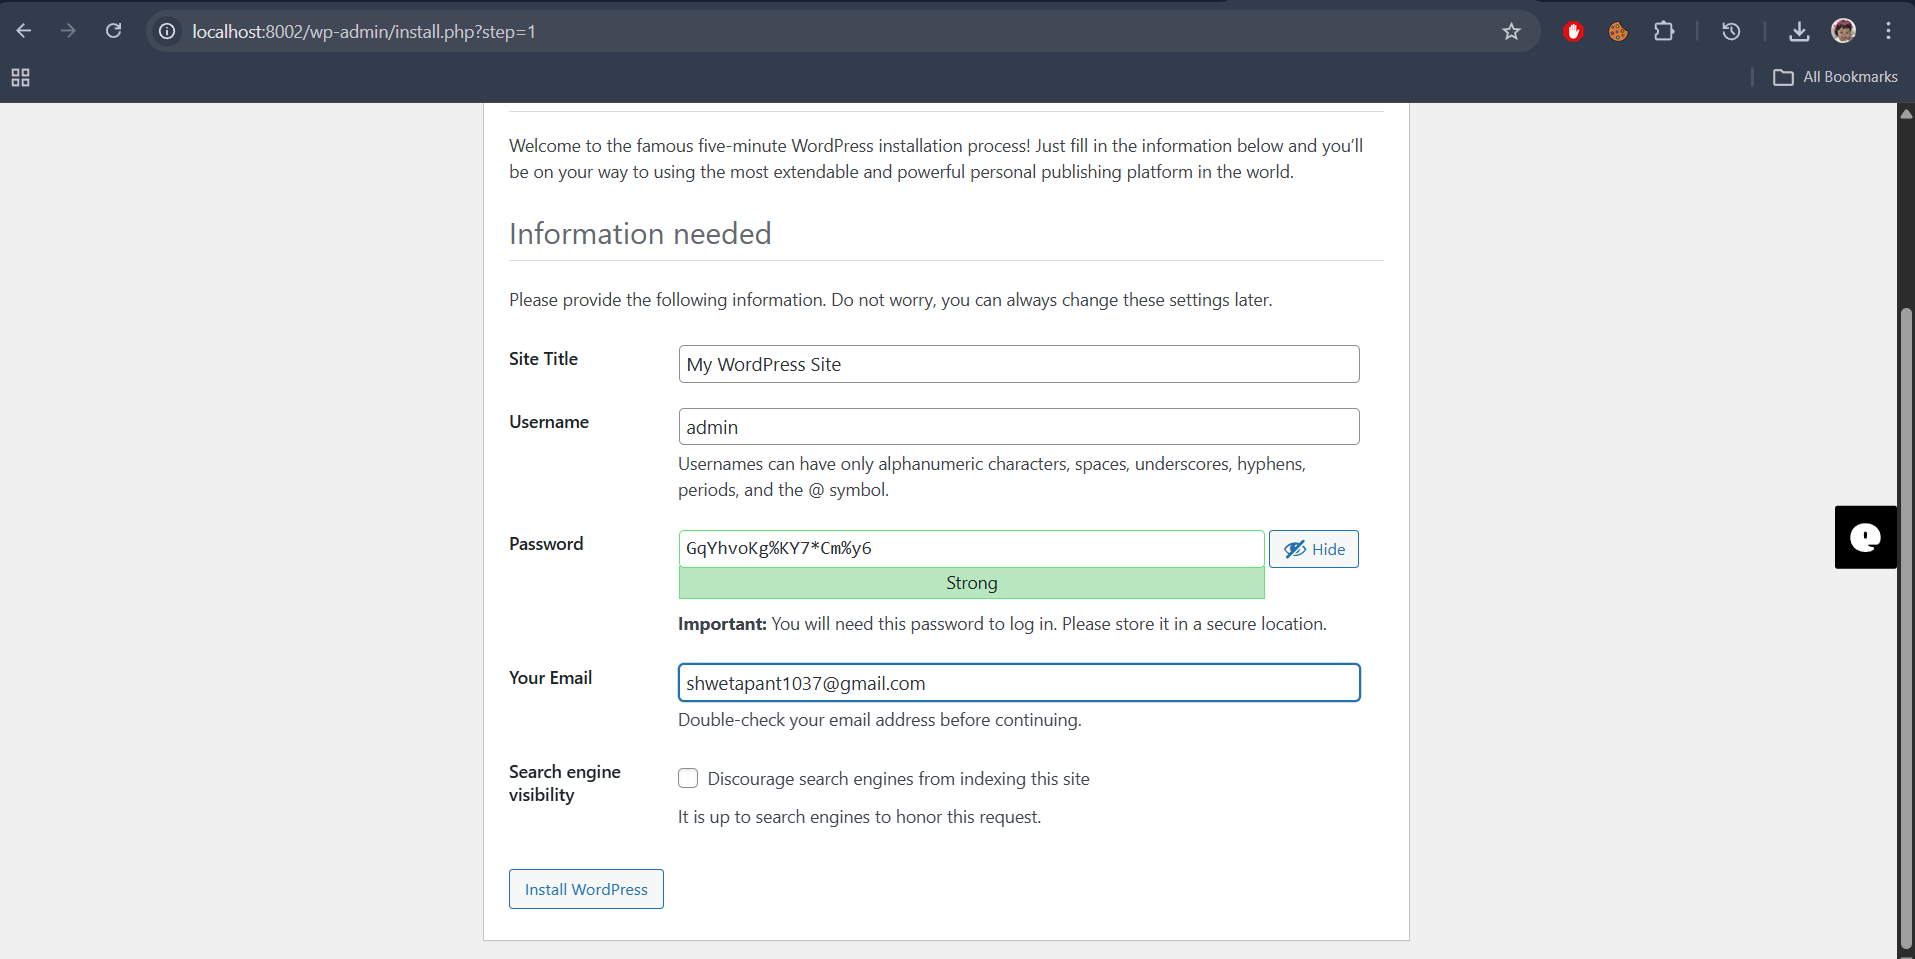 localhost:8002/wp-admin/install.php?step=1
All Bookmarks
Welcome to the famous five-minute WordPress installation process! Just fill in the information below and you’ll
be on your way to using the most extendable and powerful personal publishing platform in the world.
Information needed
Please provide the following information. Do not worry, you can always change these settings later.
Site Title
My WordPress Site
Username
admin
Usernames can have only alphanumeric characters, spaces, underscores, hyphens,
periods, and the @ symbol.
Password
GqYhvoKg%KY7*Cm%y6
Hide
Strong
Important: You will need this password to log in. Please store it in a secure location.
Your Email
shwetapant1037@gmail.com
Double-check your email address before continuing.
Search engine
visibility
Discourage search engines from indexing this site
It is up to search engines to honor this request.
Install WordPress